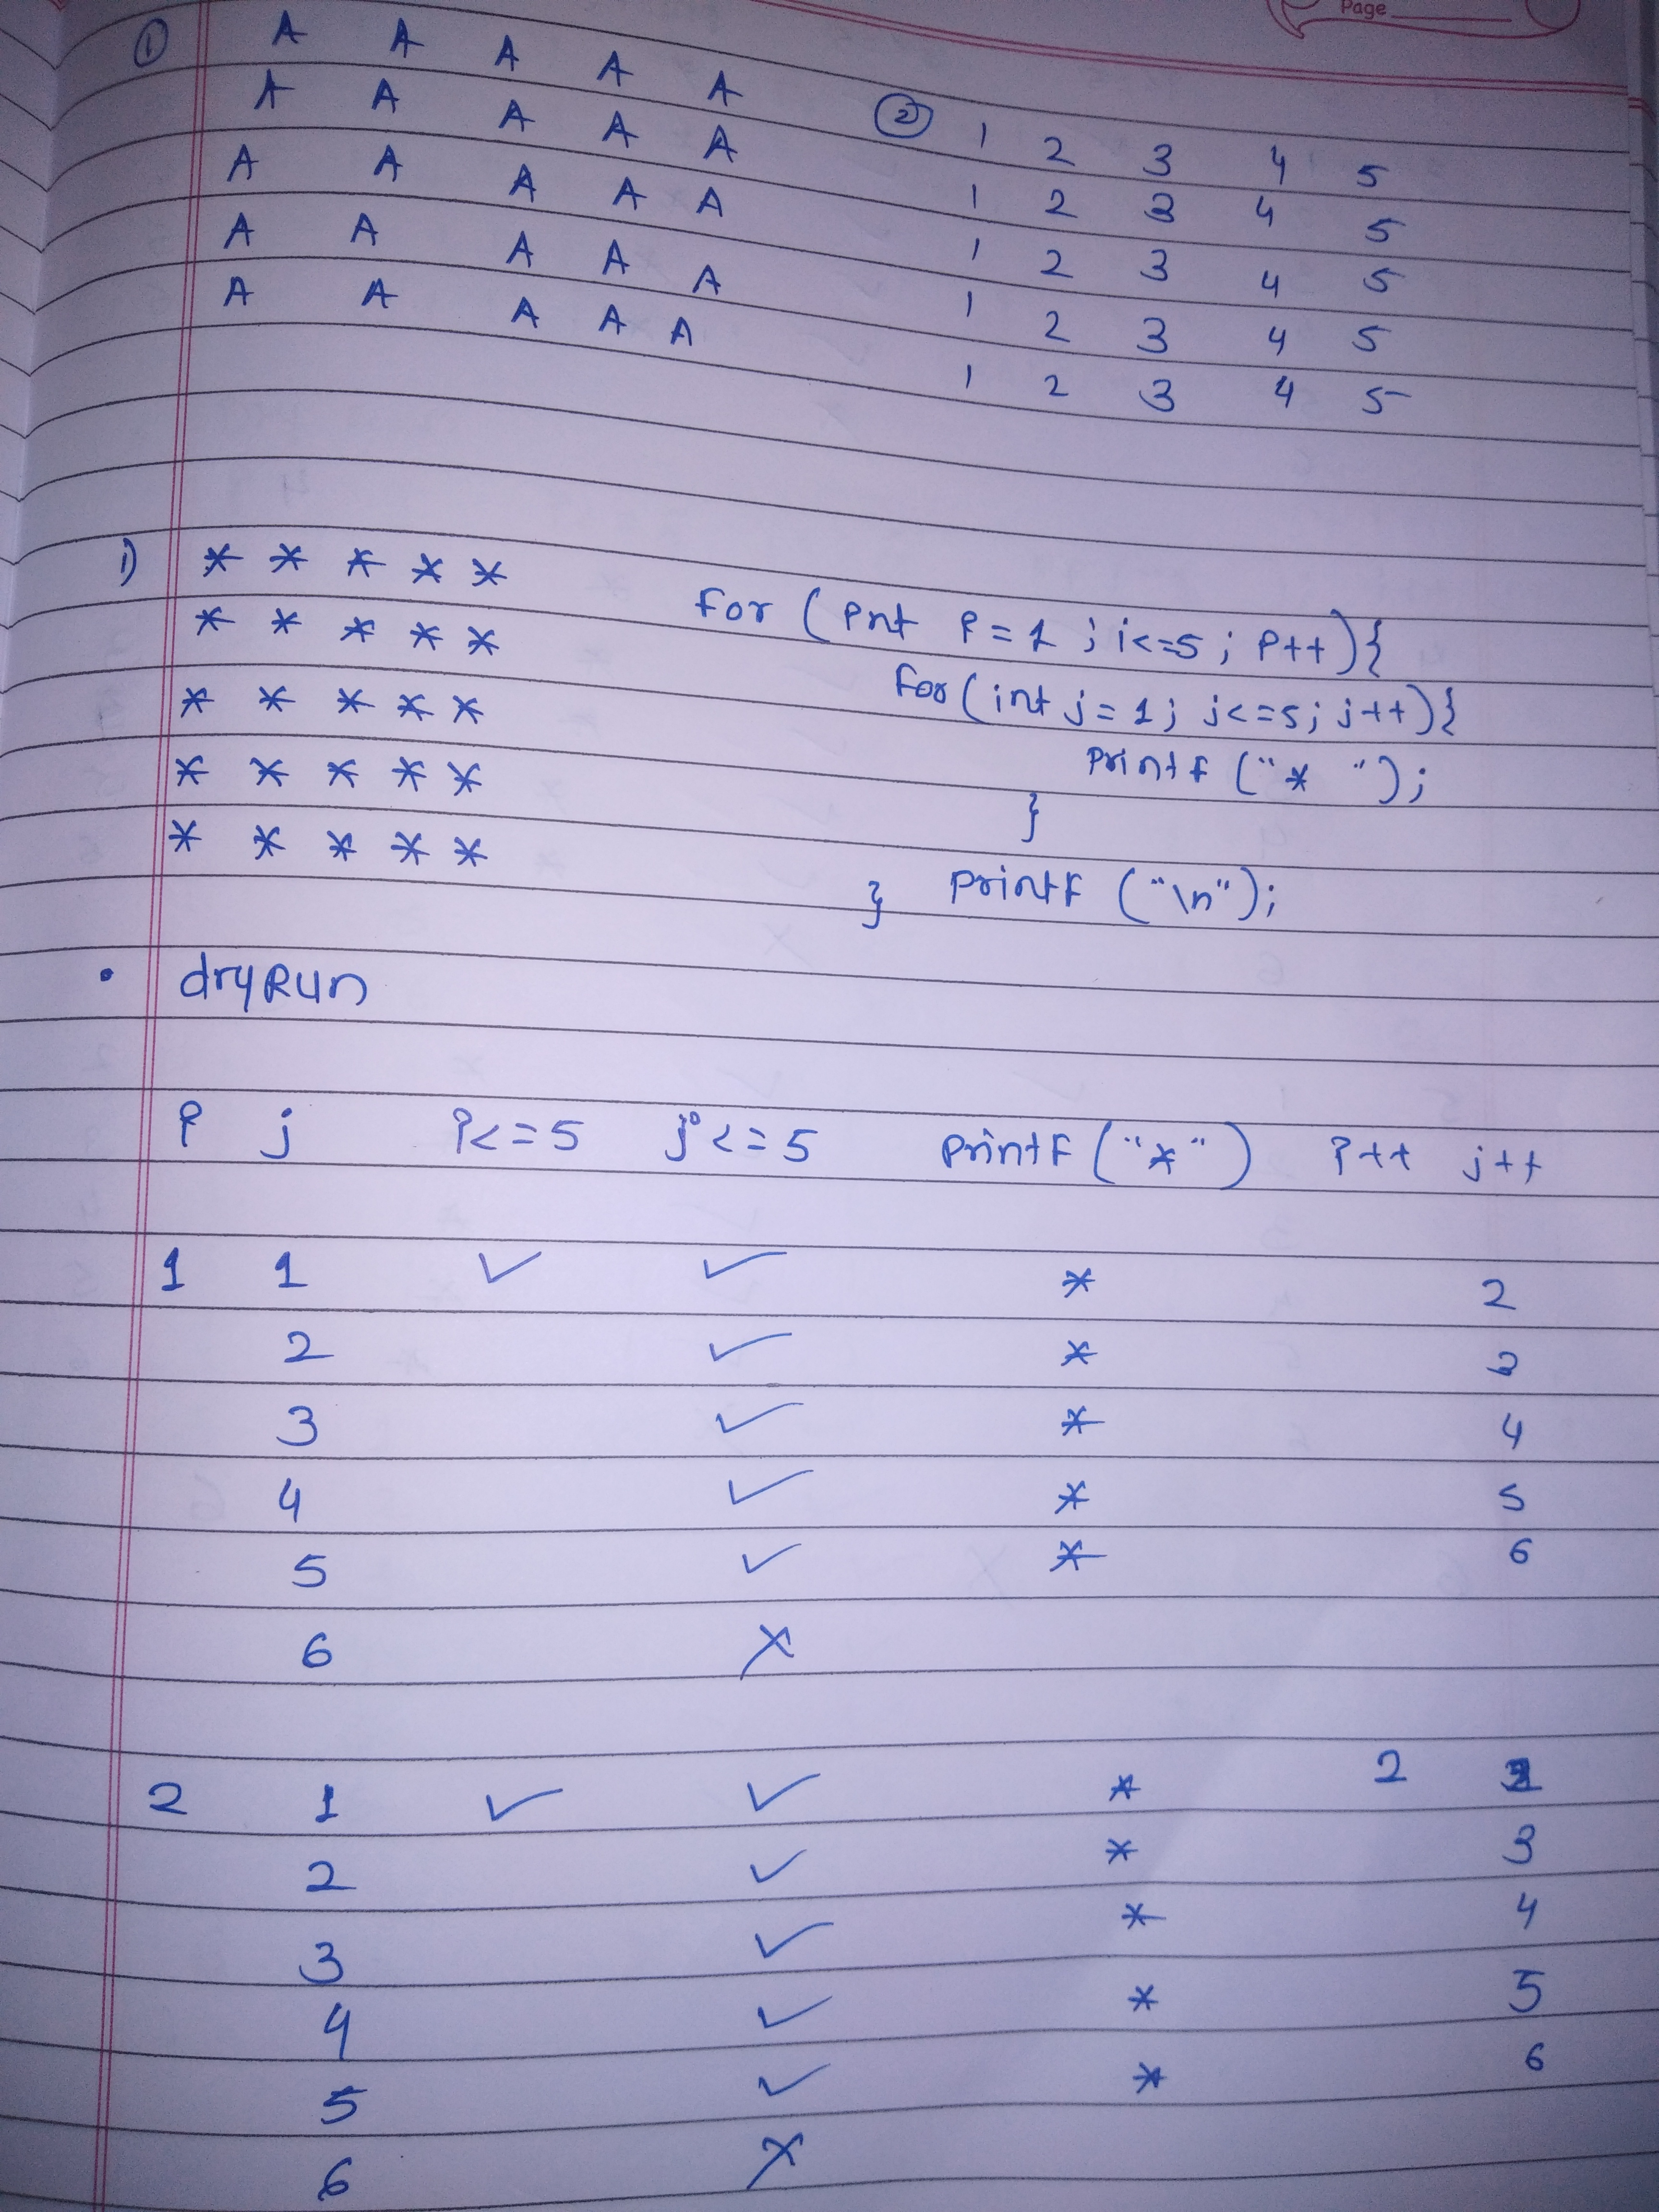 Page
① A A A A A
A A A A A
A A A A A
A A A A A
A A A A A
② 1 2 3 4 5
1 2 3 4 5
1 2 3 4 5
1 2 3 4 5
1 2 3 4 5
1) * * * * *
* * * * *
* * * * *
* * * * *
* * * * *
for (int i=1 ; i<=5 ; i++){
for (int j=1; j<=5; j++){
printf ("* ");
}
printf ("\n");
}
• dryRun
i j i<=5 j<=5 printf("*") i++ j++
1 1 ✓ ✓ * 2
2 ✓ * 3
3 ✓ * 4
4 ✓ * 5
5 ✓ * 6
6 ✗
2 1 ✓ ✓ * 2
2 ✓ * 3
3 ✓ * 4
4 ✓ * 5
5 ✓ * 6
6 ✗